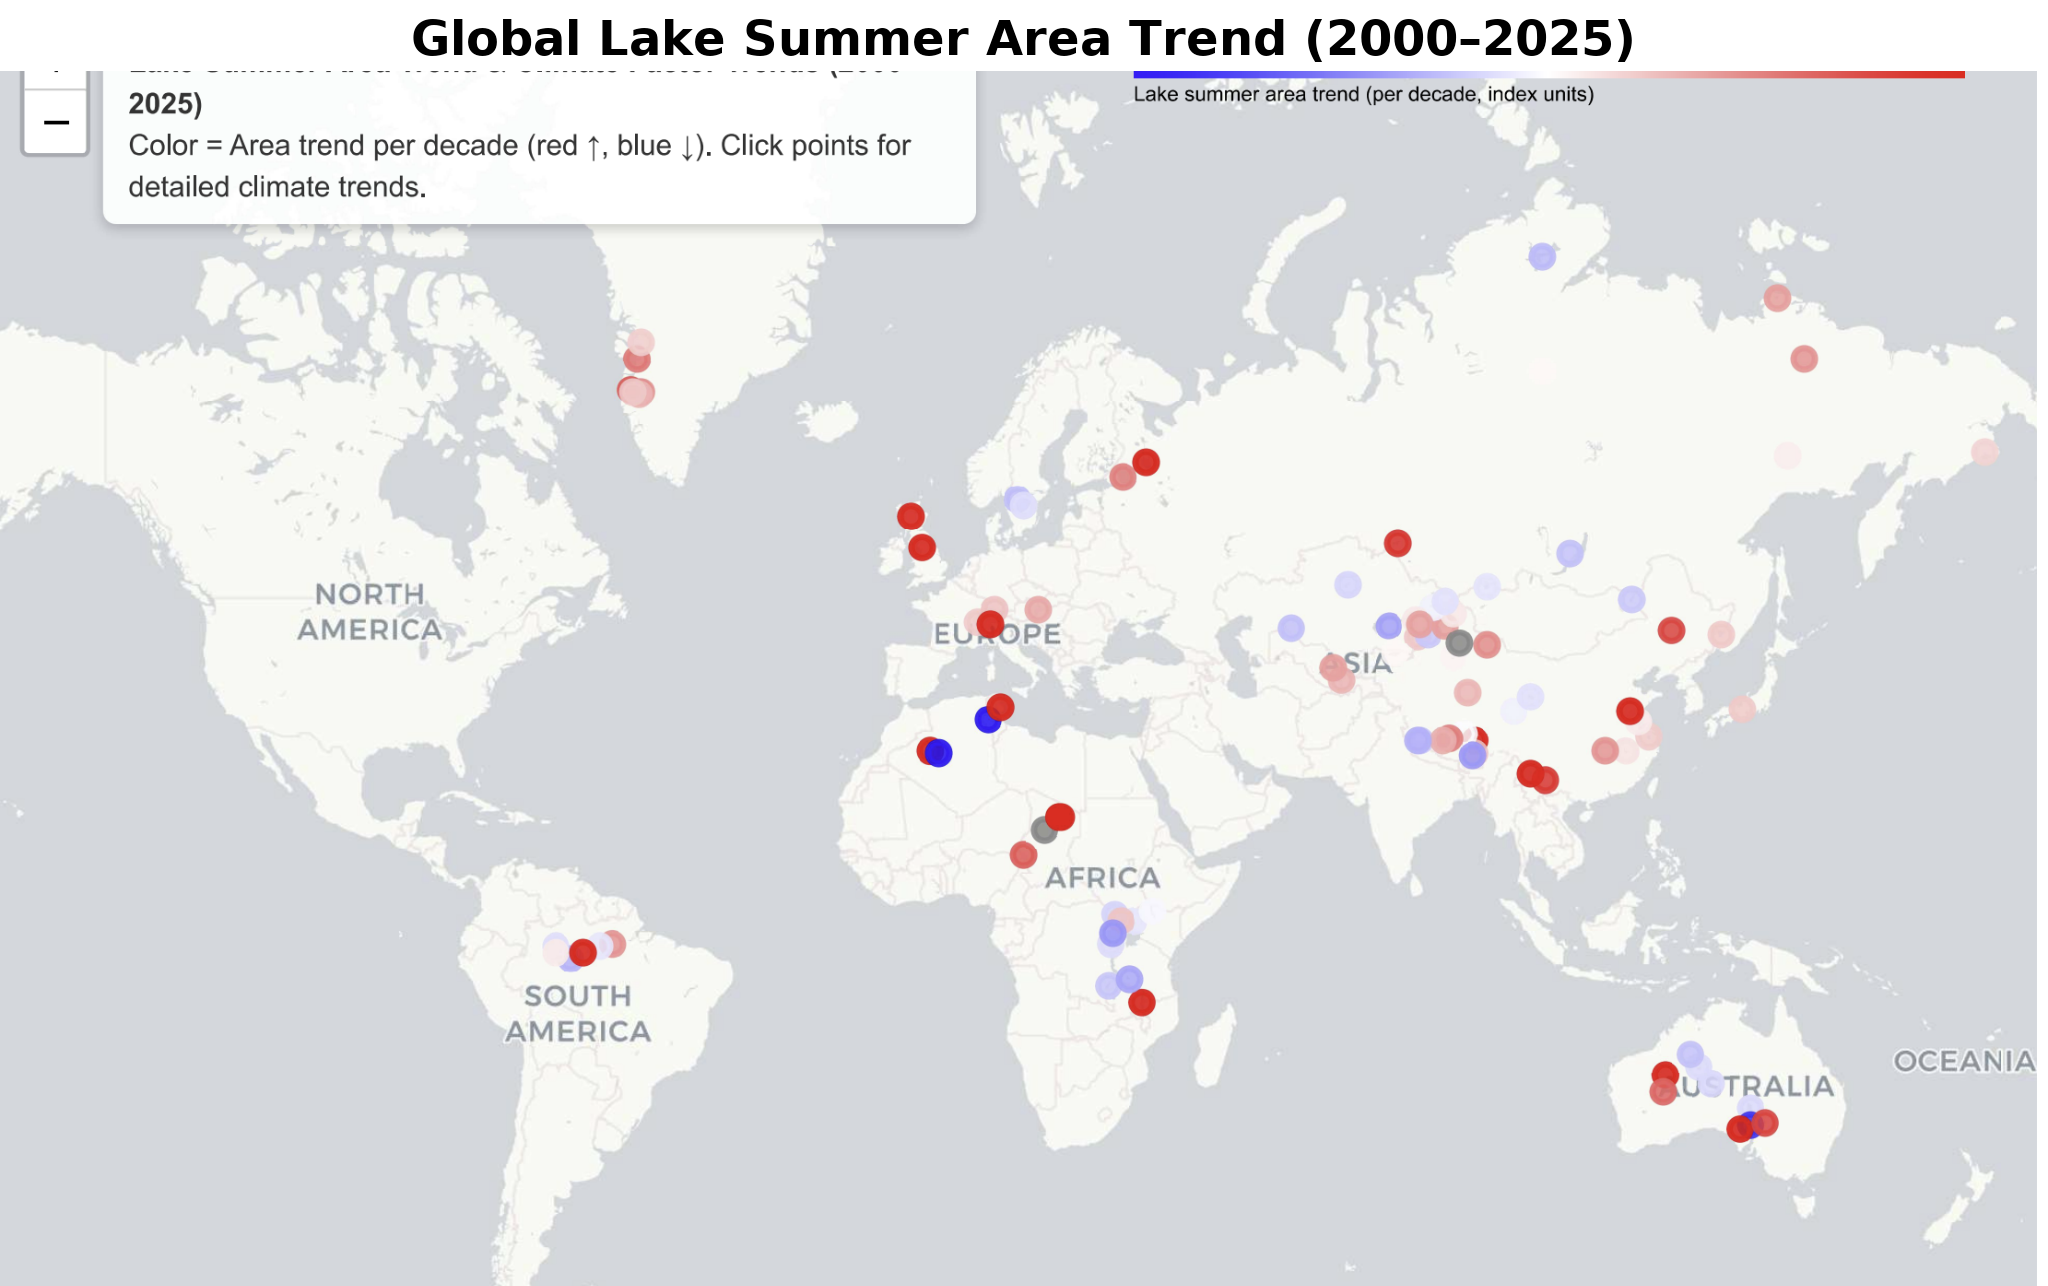 Global Lake Summer Area Trend (2000–2025)
2025)
Color = Area trend per decade (red ↑, blue ↓). Click points for
detailed climate trends.
−
Lake summer area trend (per decade, index units)
NORTH
AMERICA
EUROPE
ASIA
AFRICA
SOUTH
AMERICA
OCEANIA
AUSTRALIA